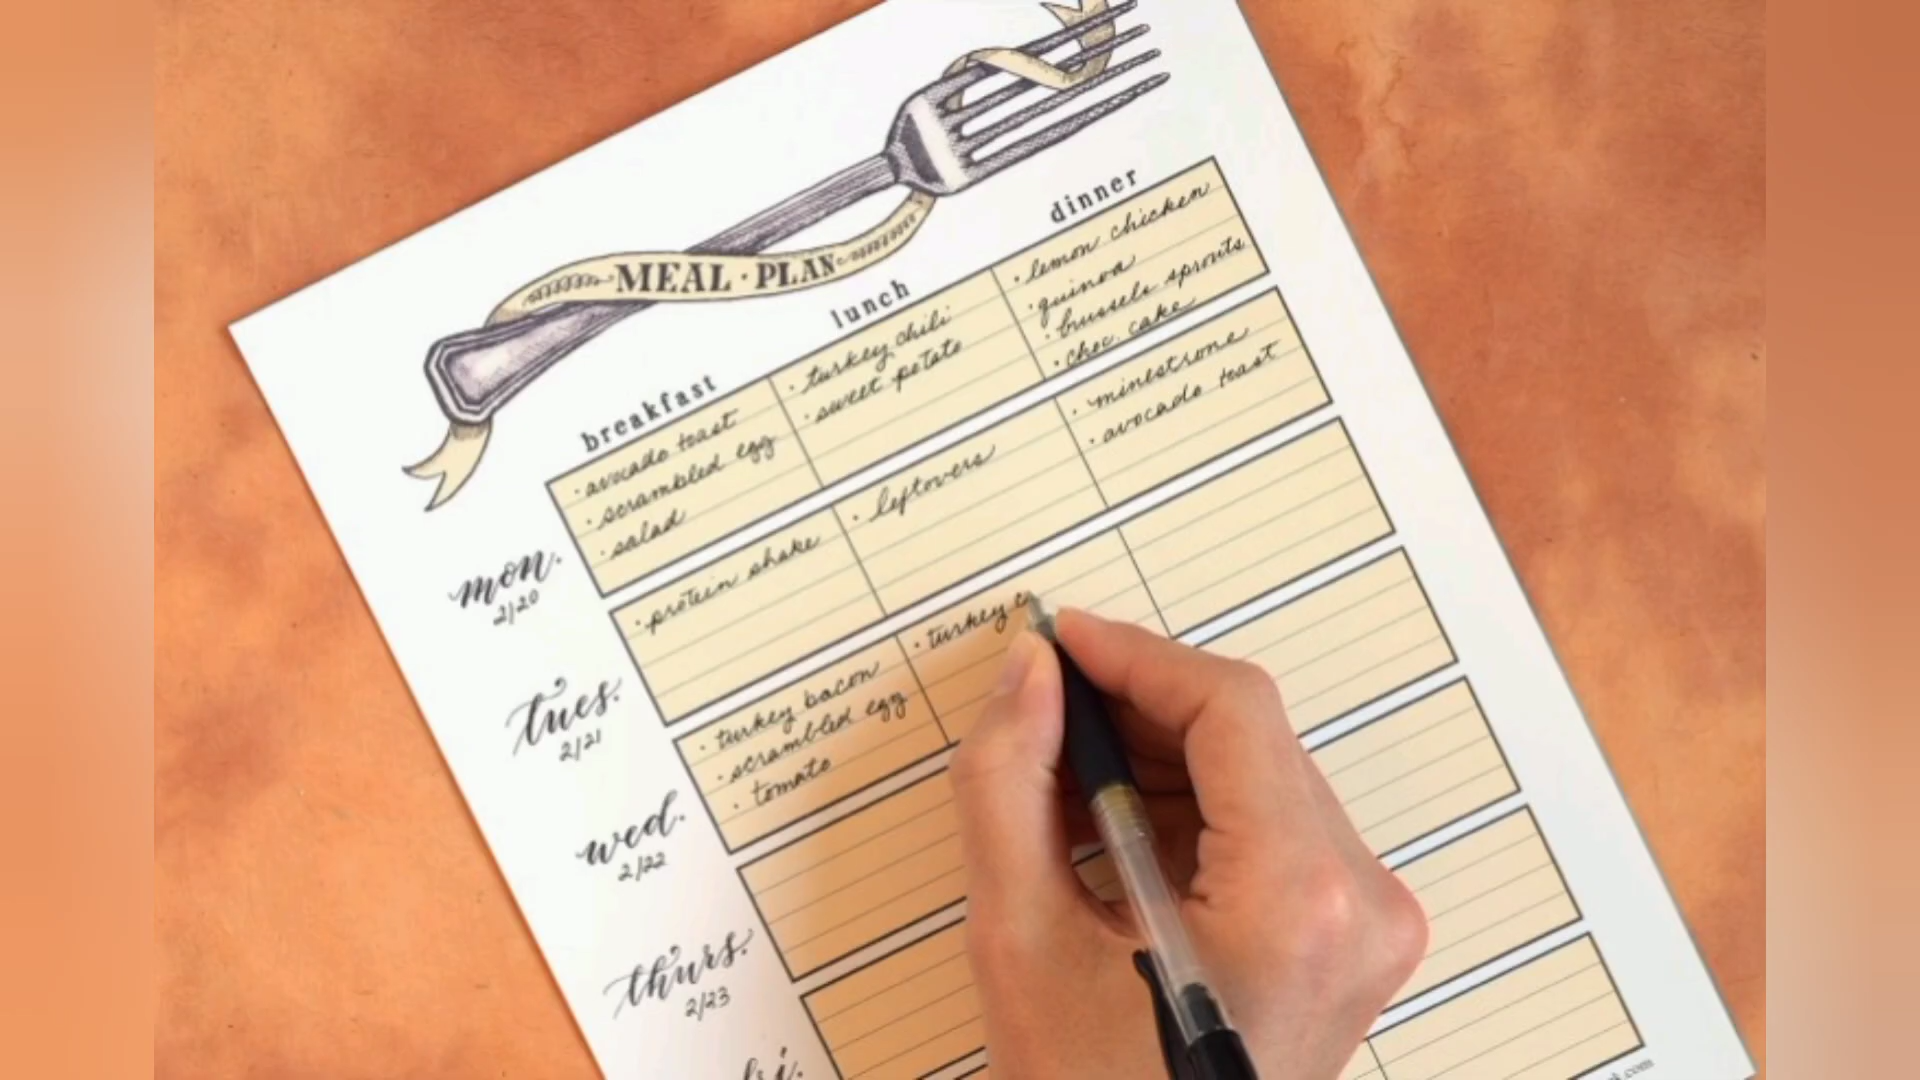 MEAL · PLAN
breakfast
lunch
dinner
mon.
2/20
· avocado toast
· scrambled egg
· salad
· turkey chili
· sweet potato
· lemon chicken
· quinoa
· brussels sprouts
· choc. cake
tues.
2/21
· protein shake
· leftovers
· minestrone
· avocado toast
wed.
2/22
· turkey bacon
· scrambled egg
· tomato
· turkey c
thurs.
2/23